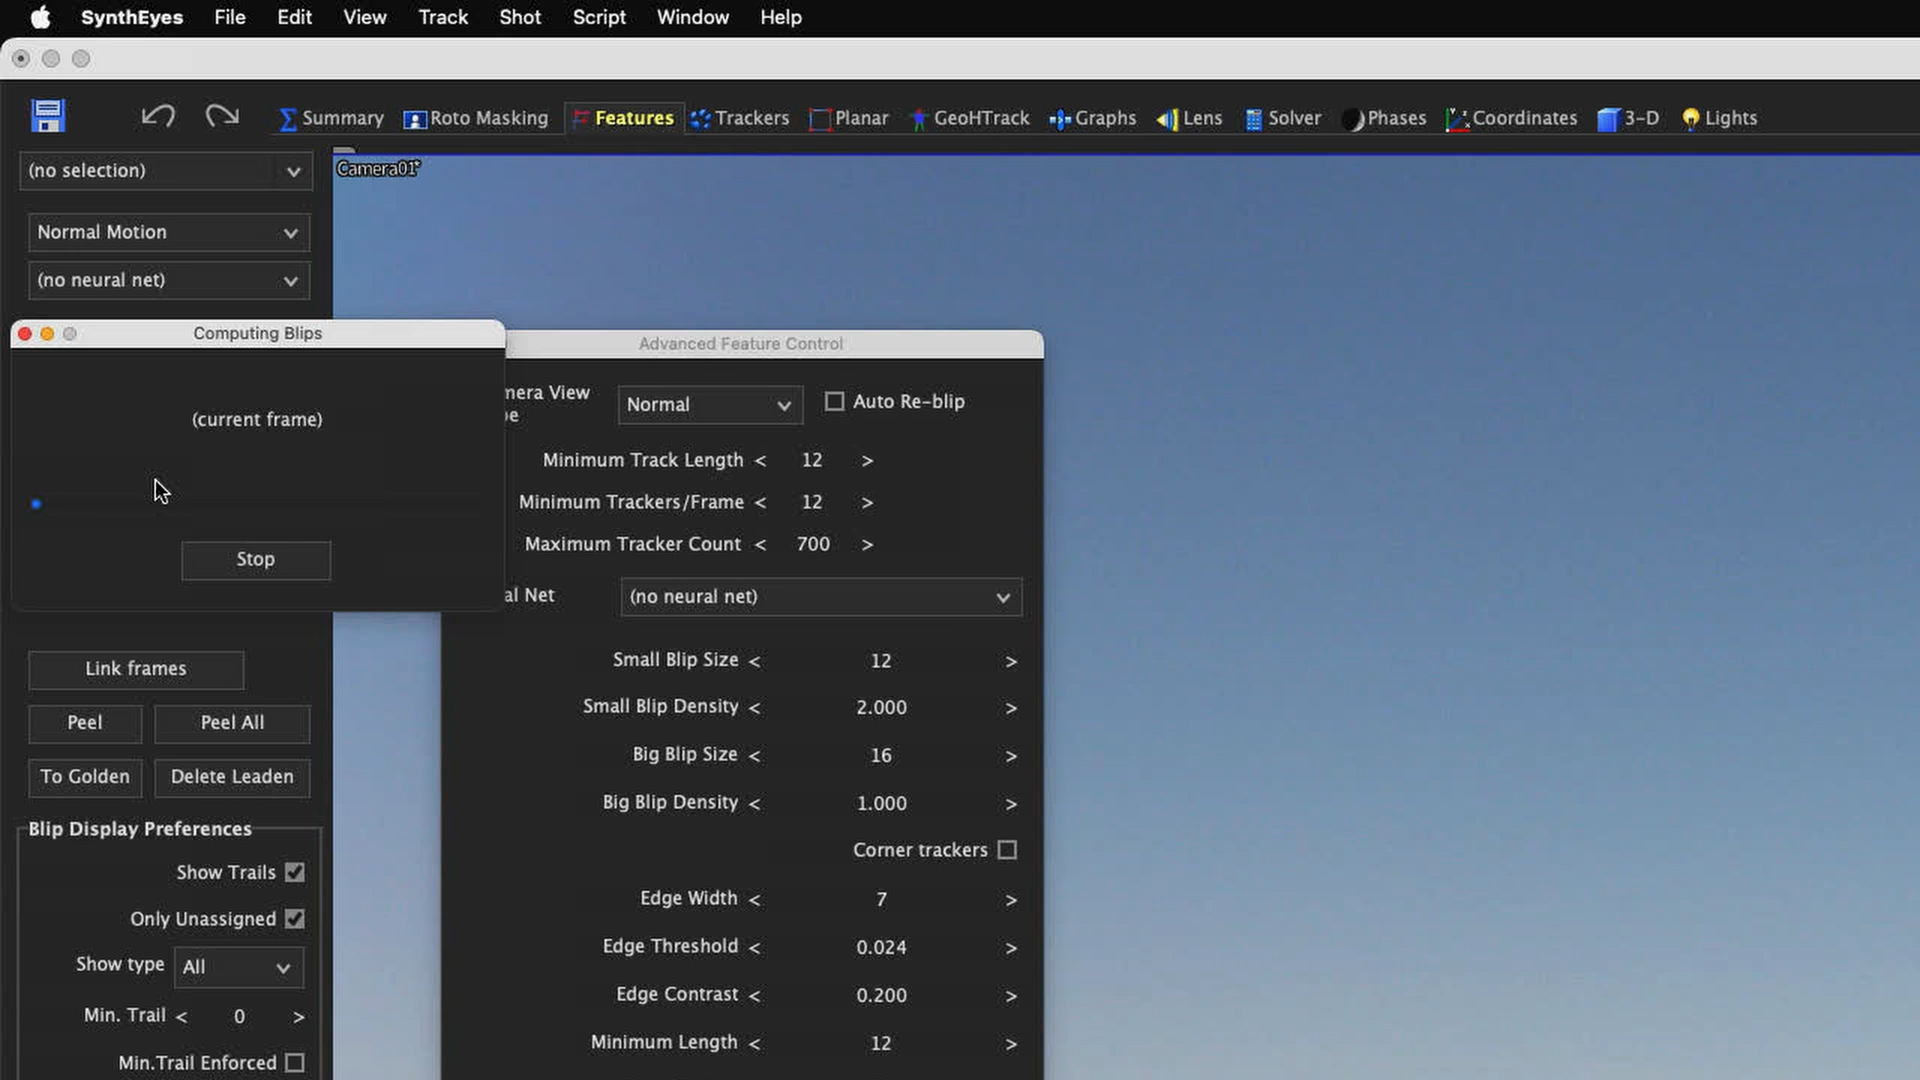 SynthEyes File Edit View Track Shot Script Window Help
Summary Roto Masking Features Trackers Planar GeoHTrack Graphs Lens Solver Phases Coordinates 3-D Lights
(no selection)
Camera01*
Normal Motion
(no neural net)
Computing Blips
(current frame)
Stop
Advanced Feature Control
mera View
Normal
Auto Re-blip
Minimum Track Length < 12 >
Minimum Trackers/Frame < 12 >
Maximum Tracker Count < 700 >
al Net
(no neural net)
Small Blip Size < 12 >
Small Blip Density < 2.000 >
Big Blip Size < 16 >
Big Blip Density < 1.000 >
Corner trackers
Edge Width < 7 >
Edge Threshold < 0.024 >
Edge Contrast < 0.200 >
Minimum Length < 12 >
Link frames
Peel
Peel All
To Golden
Delete Leaden
Blip Display Preferences
Show Trails
Only Unassigned
Show type All
Min. Trail < 0 >
Min.Trail Enforced